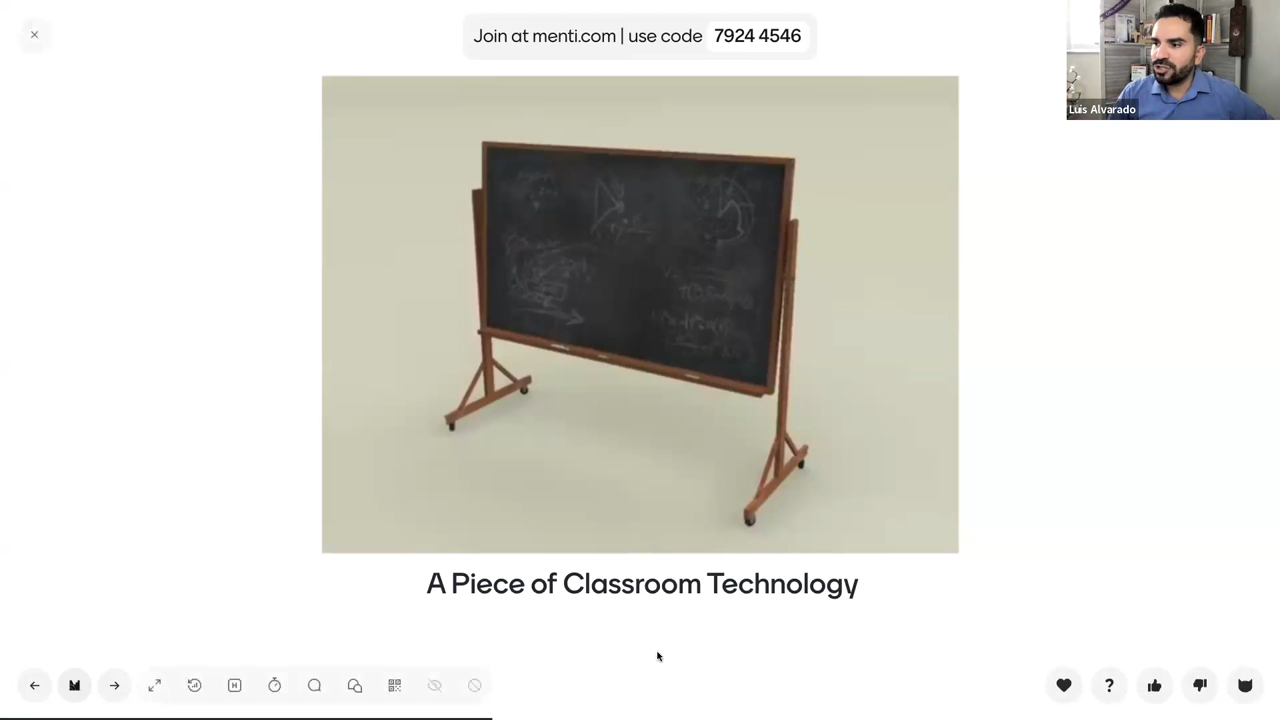 Join at menti.com | use code 7924 4546
Luis Alvarado
A Piece of Classroom Technology